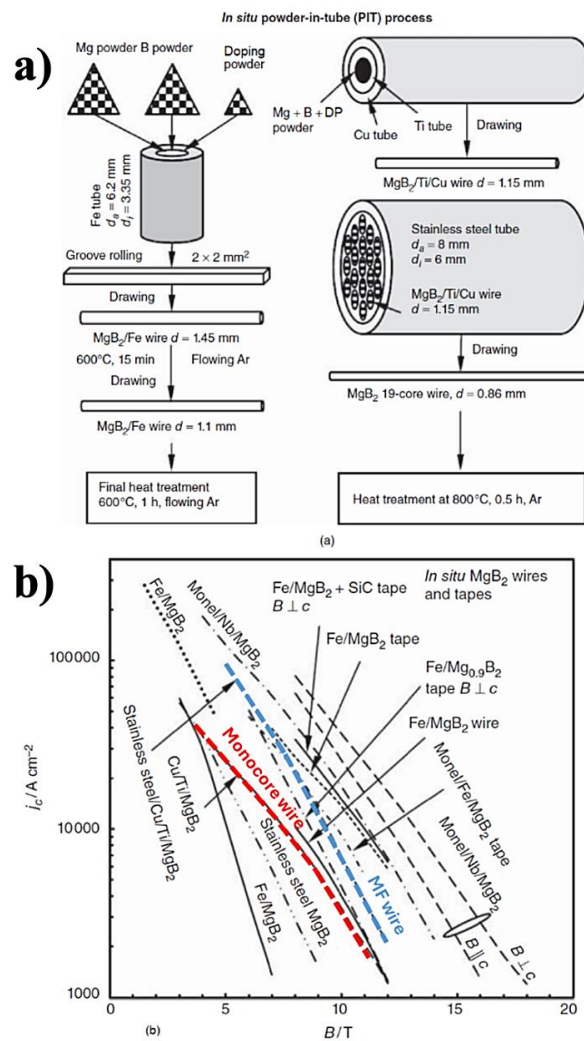 In situ powder-in-tube (PIT) process
a)
Mg powder B powder
Doping
powder
Fe tube
dₐ = 6.2 mm
dᵢ = 3.35 mm
Groove rolling
2 × 2 mm²
Drawing
MgB₂/Fe wire d = 1.45 mm
600°C, 15 min
Flowing Ar
Drawing
MgB₂/Fe wire d = 1.1 mm
Final heat treatment
600°C, 1 h, flowing Ar
Mg + B + DP
powder
Cu tube
Ti tube
Drawing
MgB₂/Ti/Cu wire d = 1.15 mm
Stainless steel tube
dₐ = 8 mm
dᵢ = 6 mm
MgB₂/Ti/Cu wire
d = 1.15 mm
Drawing
MgB₂ 19-core wire, d = 0.86 mm
Heat treatment at 800°C, 0.5 h, Ar
(a)
b)
In situ MgB₂ wires
and tapes
Fe/MgB₂
Monel/Nb/MgB₂
Fe/MgB₂ + SiC tape
B ⊥ c
Fe/MgB₂ tape
Fe/Mg₀.₉B₂
tape B ⊥ c
Fe/MgB₂ wire
Monel/Fe/MgB₂ tape
Monel/Nb/MgB₂
Stainless steel/Cu/Ti/MgB₂
Cu/Ti/MgB₂
Monocore wire
Stainless steel MgB₂
Fe/MgB₂
MF wire
B||c
B ⊥ c
jc/A cm⁻²
100000
10000
1000
0
5
10
15
20
B/T
(b)